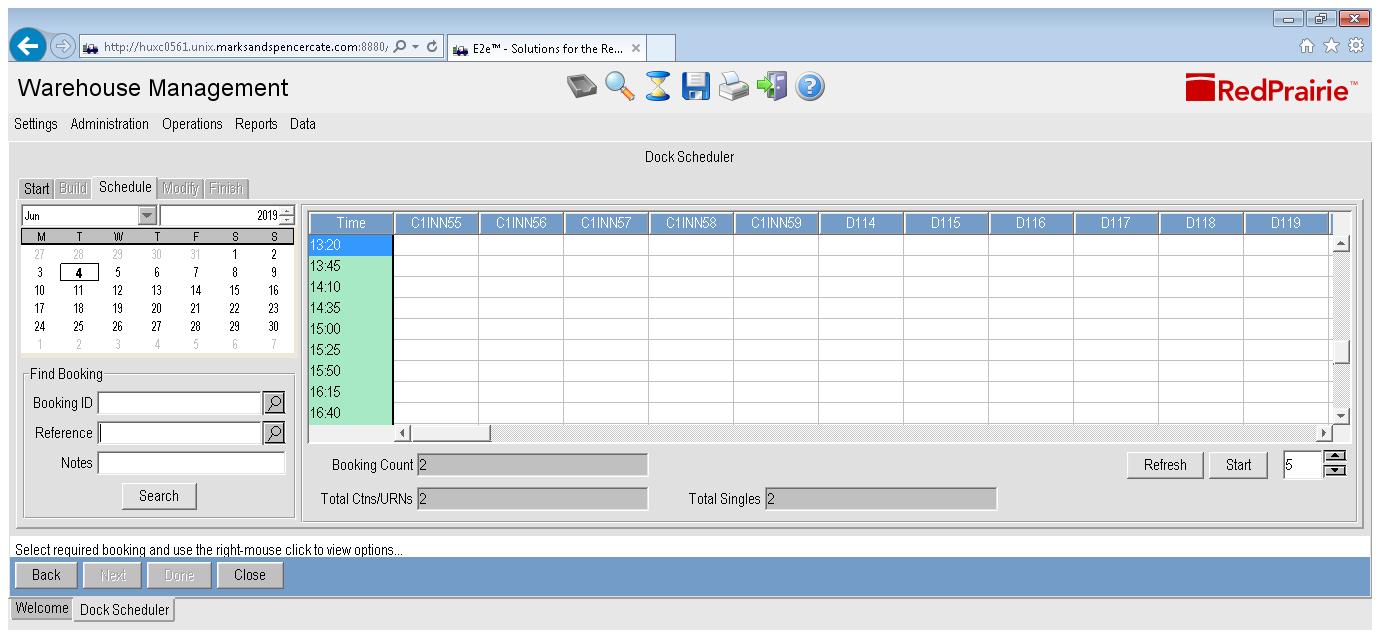 http://huxc0561.unix.marksandspencercate.com:8880/
E2e™ - Solutions for the Re...
Warehouse Management
RedPrairie™
Settings Administration Operations Reports Data
Dock Scheduler
Start Build Schedule Modify Finish
Jun 2019
M T W T F S S
27 28 29 30 31 1 2
3 4 5 6 7 8 9
10 11 12 13 14 15 16
17 18 19 20 21 22 23
24 25 26 27 28 29 30
1 2 3 4 5 6 7
Find Booking
Booking ID
Reference
Notes
Search
Time C1INN55 C1INN56 C1INN57 C1INN58 C1INN59 D114 D115 D116 D117 D118 D119
13:20
13:45
14:10
14:35
15:00
15:25
15:50
16:15
16:40
Booking Count 2
Refresh Start 5
Total Ctns/URNs 2 Total Singles 2
Select required booking and use the right-mouse click to view options...
Back Next Done Close
Welcome Dock Scheduler